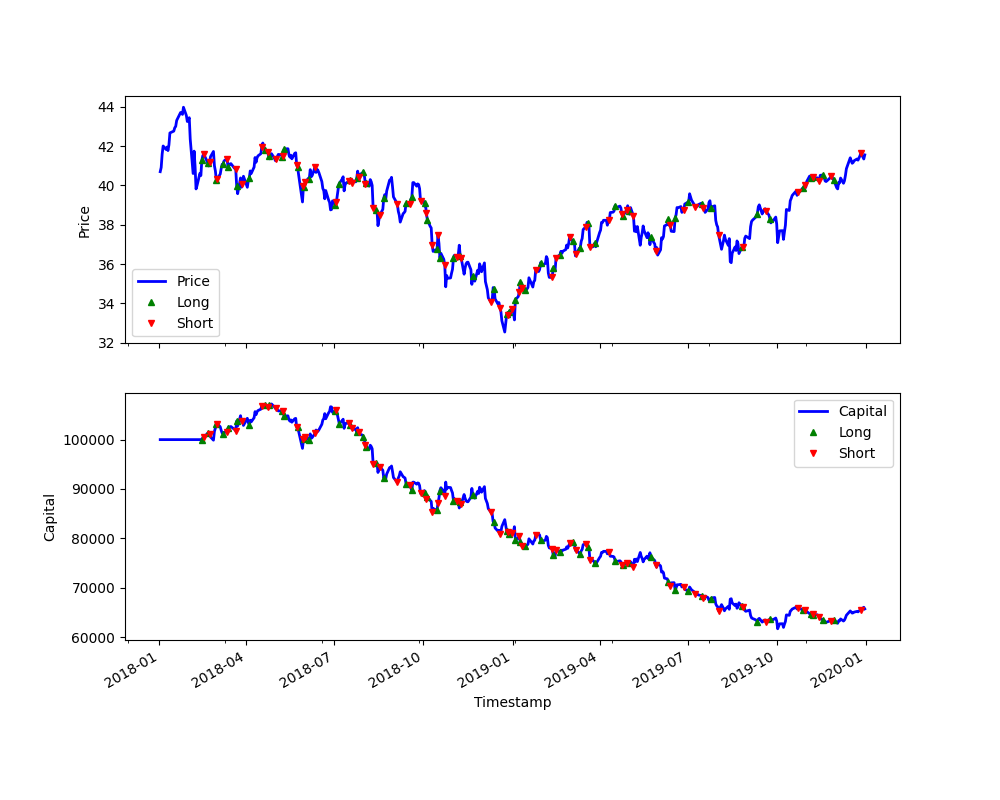 44
42
40
38
36
34
32
Price
Price
Long
Short
100000
90000
80000
70000
60000
Capital
Capital
Long
Short
2018-01
2018-04
2018-07
2018-10
2019-01
2019-04
2019-07
2019-10
2020-01
Timestamp